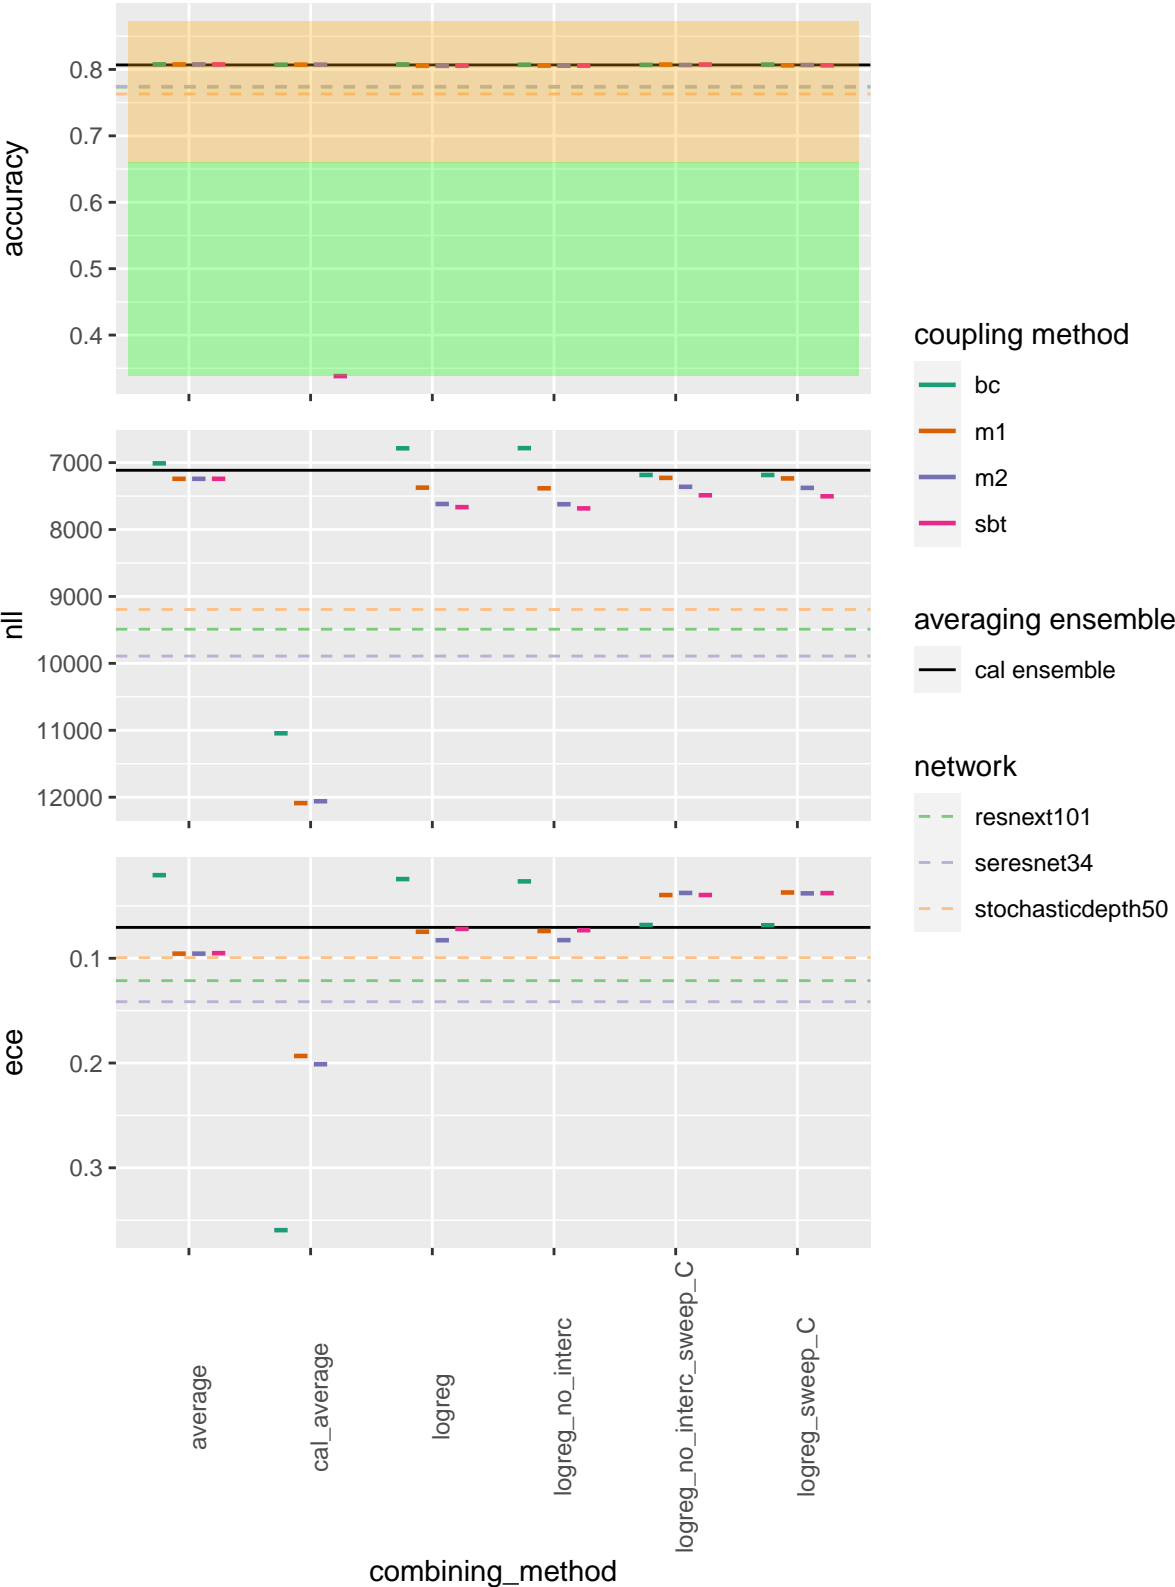 accuracy
0.8
0.7
0.6
0.5
0.4
nll
7000
8000
9000
10000
11000
12000
ece
0.1
0.2
0.3
average
cal_average
logreg
logreg_no_interc
logreg_no_interc_sweep_C
logreg_sweep_C
combining_method
coupling method
bc
m1
m2
sbt
averaging ensemble
cal ensemble
network
resnext101
seresnet34
stochasticdepth50